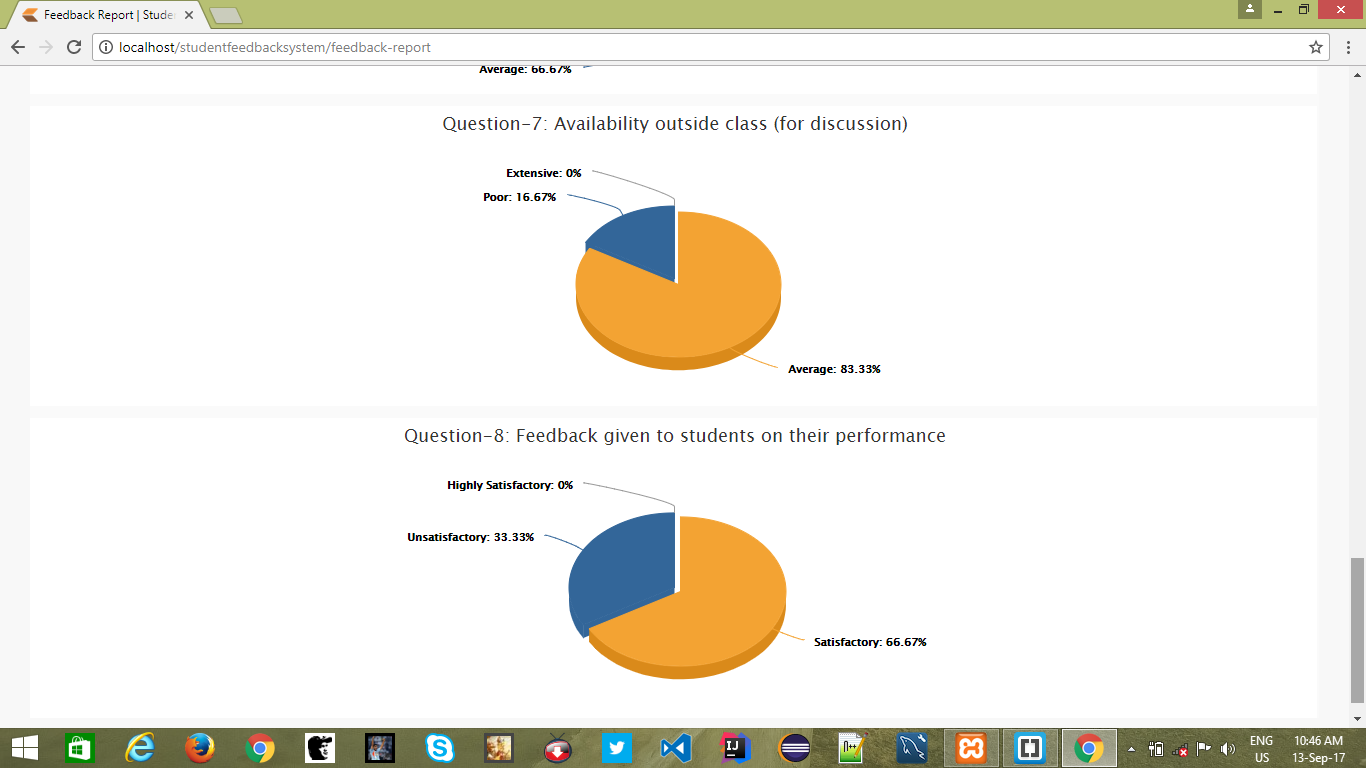 Feedback Report | Stude
localhost/studentfeedbacksystem/feedback-report
Average: 66.67%
Question-7: Availability outside class (for discussion)
Extensive: 0%
Poor: 16.67%
Average: 83.33%
Question-8: Feedback given to students on their performance
Highly Satisfactory: 0%
Unsatisfactory: 33.33%
Satisfactory: 66.67%
ENG
US
10:46 AM
13-Sep-17